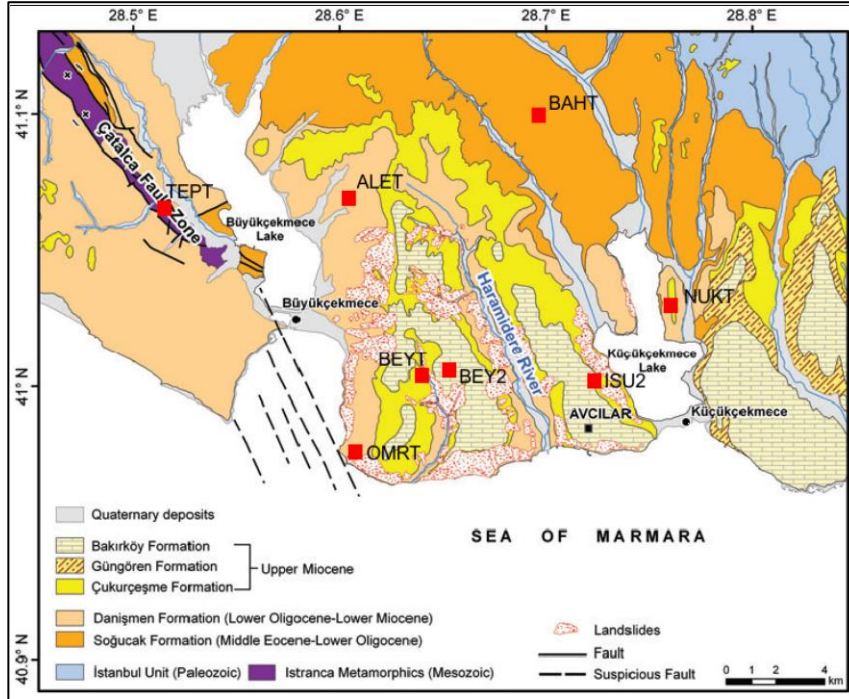 28.5° E
28.6° E
28.7° E
28.8° E
41.1° N
41° N
40.9° N
BAHT
ALET
TEPT
Çatalca Fault Zone
Büyükçekmece
Lake
Büyükçekmece
Haramidere River
NUKT
Küçükçekmece
Lake
BEYT
BEY2
ISU2
AVCILAR
Küçükçekmece
OMRT
SEA OF MARMARA
Quaternary deposits
Bakırköy Formation
Güngören Formation
Upper Miocene
Çukurçeşme Formation
Danişmen Formation (Lower Oligocene-Lower Miocene)
Soğucak Formation (Middle Eocene-Lower Oligocene)
İstanbul Unit (Paleozoic)
Istranca Metamorphics (Mesozoic)
Landslides
Fault
Suspicious Fault
0 2 4
km